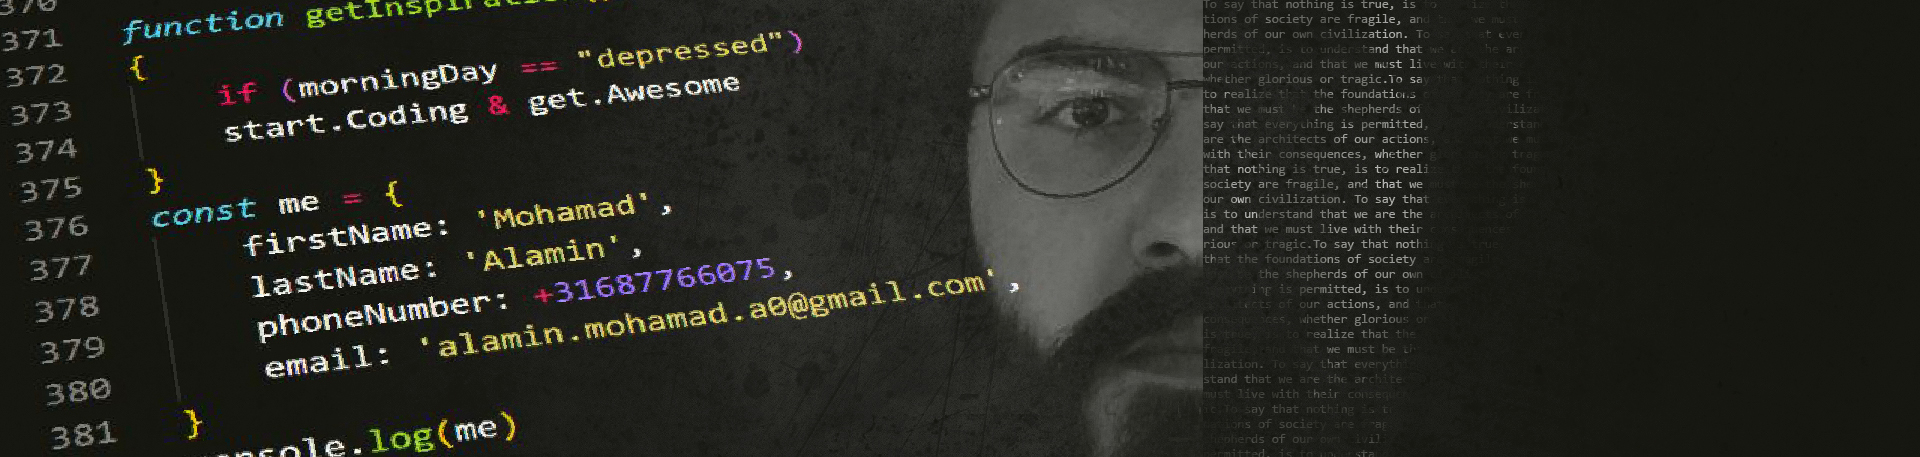 370
371 function getInspiration()
372 {
373 if (morningDay == "depressed")
374 start.Coding & get.Awesome
375 }
376 const me = {
377 firstName: 'Mohamad',
378 lastName: 'Alamin',
379 phoneNumber: +31687766075,
380 email: 'alamin.mohamad.a0@gmail.com',
381 }
console.log(me)
To say that nothing is true, is
tions of society are fragile, and
herds of our own civilization. To
permitted, is to understand that we
our actions, and that we must live with
whether glorious or tragic.To say
to realize that the foundations
that we must the shepherds of
say that everything is permitted,
are the architects of our actions
with their consequences, whether
that nothing is true, is to reali
society are fragile, and that we
our own civilization. To say that
is to understand that we are the
and that we must live with their
rious or tragic.To say that nothi
that the foundations of society
the shepherds of our own
is permitted, is to
of our actions, and
whether glorious
to realize that the
that we must be
lization. To say that everyth
stand that we are the archite
must live with their consequ
To say that nothing is
ions of society are
herds of our own
permitted, is to